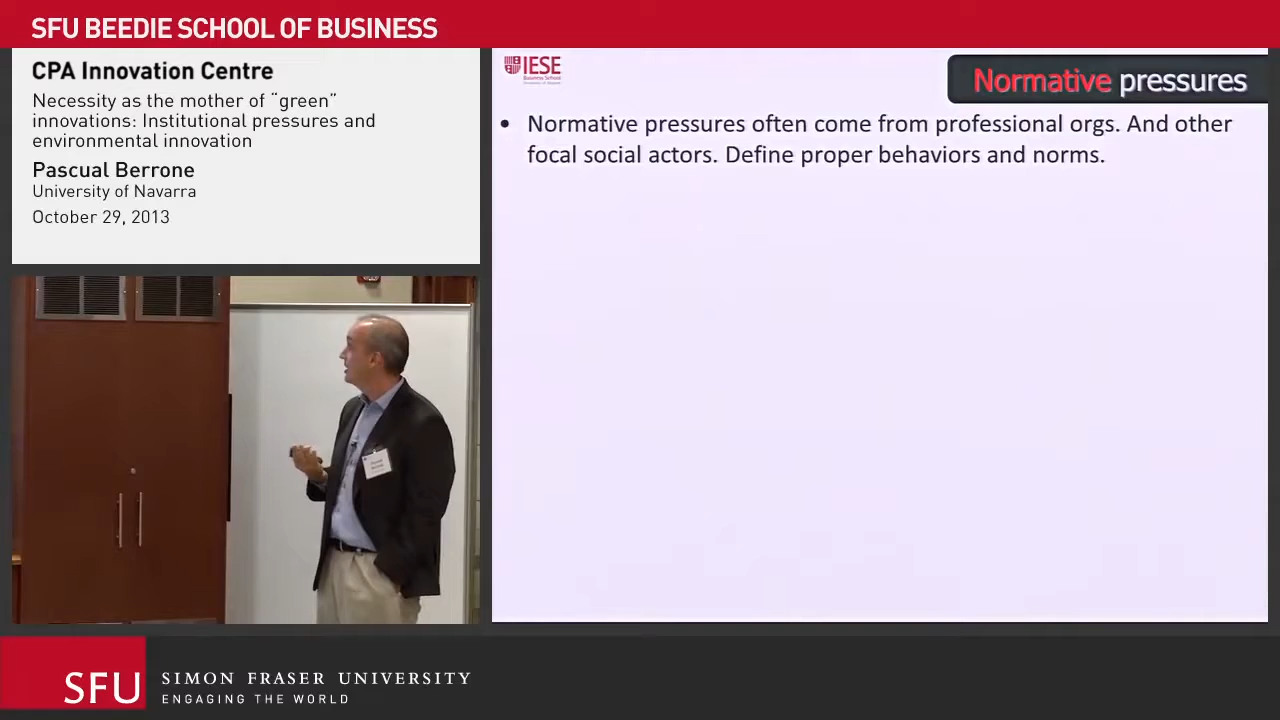 SFU BEEDIE SCHOOL OF BUSINESS
CPA Innovation Centre
Necessity as the mother of “green”
innovations: Institutional pressures and
environmental innovation
Pascual Berrone
University of Navarra
October 29, 2013
IESE
Business School
Normative pressures
• Normative pressures often come from professional orgs. And other
focal social actors. Define proper behaviors and norms.
SFU
SIMON FRASER UNIVERSITY
ENGAGING THE WORLD